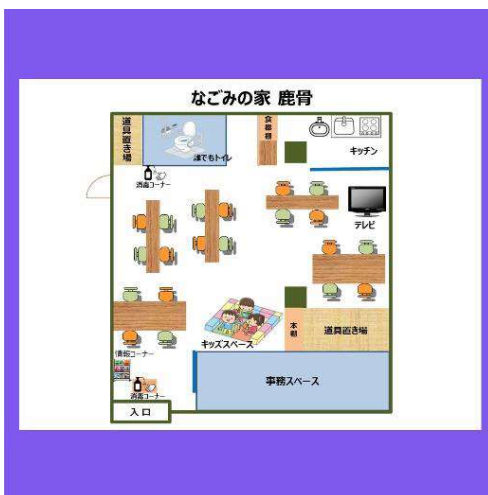 なごみの家 鹿骨
道具置き場
誰でもトイレ
食器棚
キッチン
消毒コーナー
テレビ
キッズスペース
本棚
道具置き場
情報コーナー
事務スペース
消毒コーナー
入口